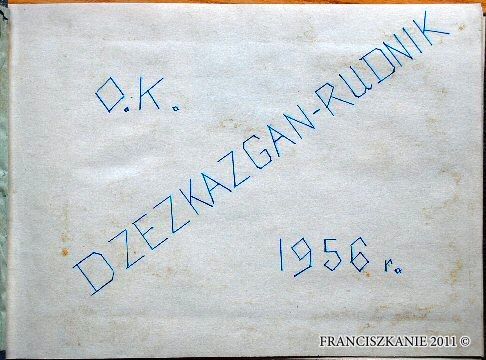 O.K.
DZEZKAZGAN-RUDNIK
1956 r.
FRANCISZKANIE 2011 ©